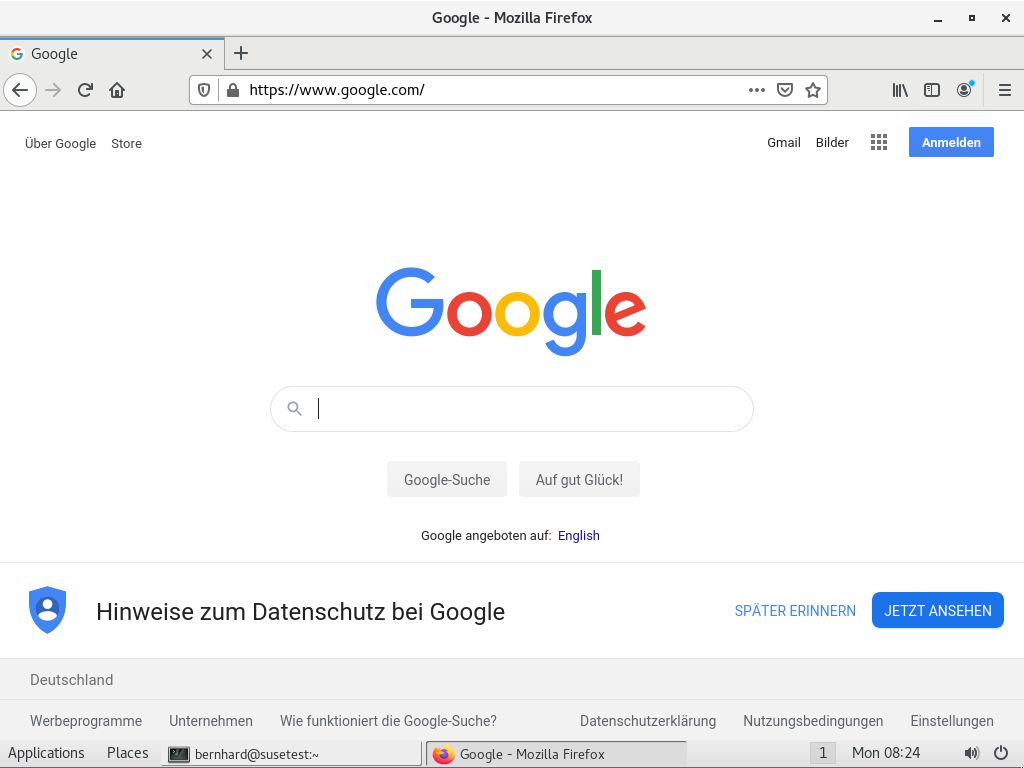 Google - Mozilla Firefox
Google
https://www.google.com/
Über Google Store
Gmail Bilder Anmelden
Google
Google-Suche Auf gut Glück!
Google angeboten auf: English
Hinweise zum Datenschutz bei Google SPÄTER ERINNERN JETZT ANSEHEN
Deutschland
Werbeprogramme Unternehmen Wie funktioniert die Google-Suche? Datenschutzerklärung Nutzungsbedingungen Einstellungen
Applications Places bernhard@susetest:~ Google - Mozilla Firefox 1 Mon 08:24